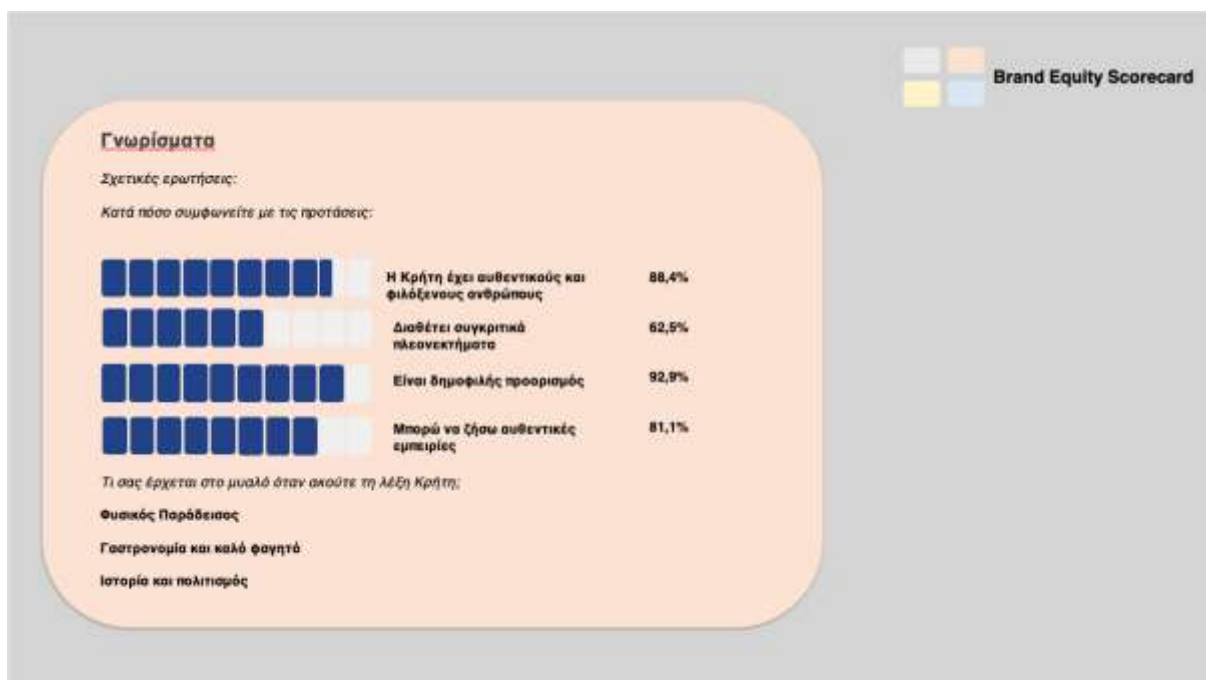 Brand Equity Scorecard
Γνωρίσματα
Σχετικές ερωτήσεις:
Κατά πόσο συμφωνείτε με τις προτάσεις:
Η Κρήτη έχει αυθεντικούς και
φιλόξενους ανθρώπους
88,4%
Διαθέτει συγκριτικά
πλεονεκτήματα
62,5%
Είναι δημοφιλής προορισμός
92,9%
Μπορώ να ζήσω αυθεντικές
εμπειρίες
81,1%
Τι σας έρχεται στο μυαλό όταν ακούτε τη λέξη Κρήτη;
Φυσικός Παράδεισος
Γαστρονομία και καλό φαγητό
Ιστορία και πολιτισμός